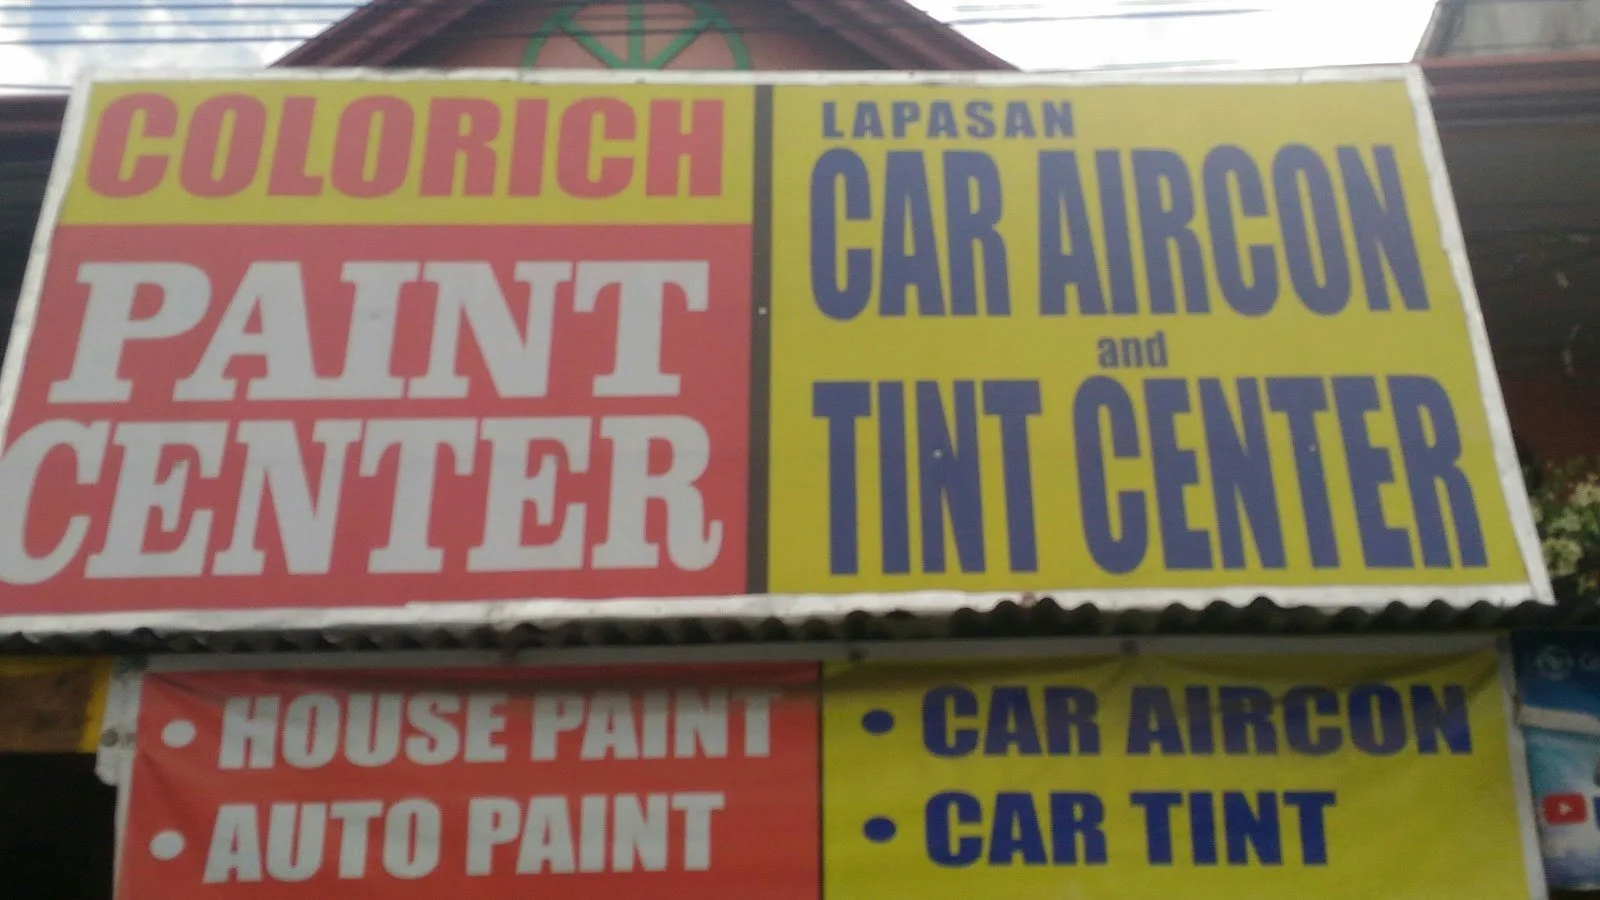 COLORICH
PAINT
CENTER
LAPASAN
CAR AIRCON
and
TINT CENTER
• HOUSE PAINT
• AUTO PAINT
• CAR AIRCON
• CAR TINT